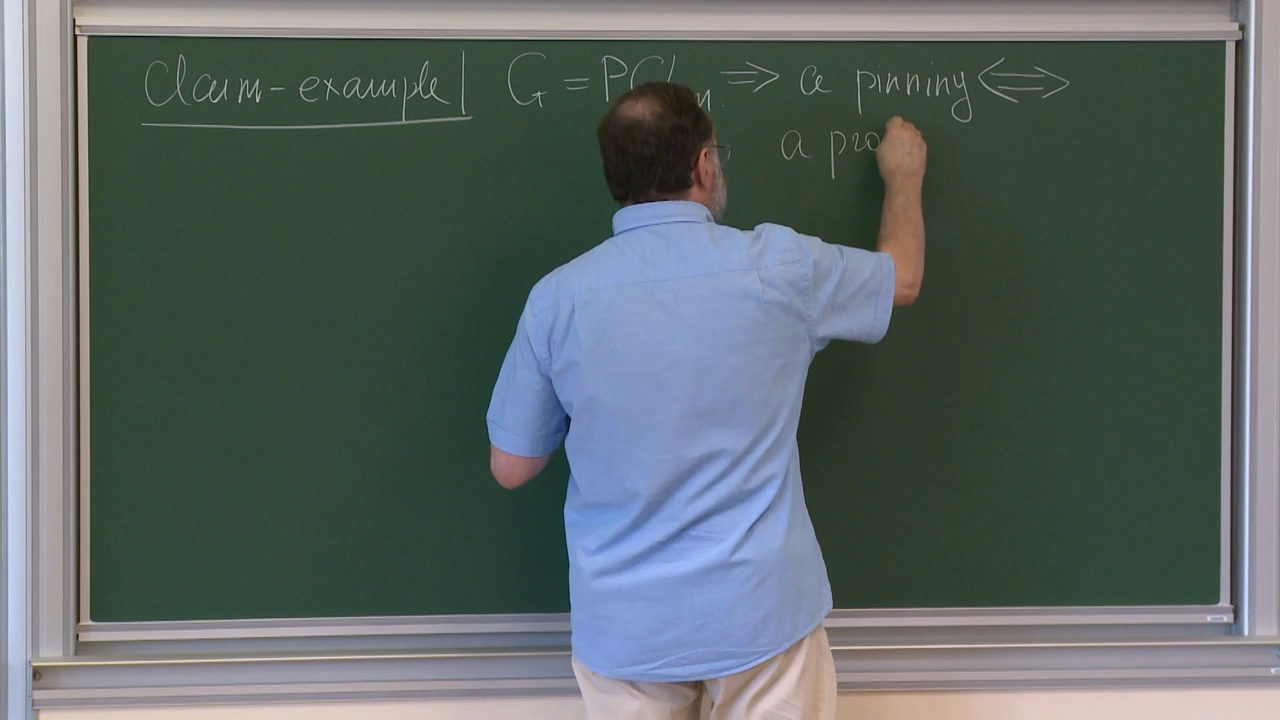 Claim-example | G = PGl ⇒ a pinning ⇔
a pro